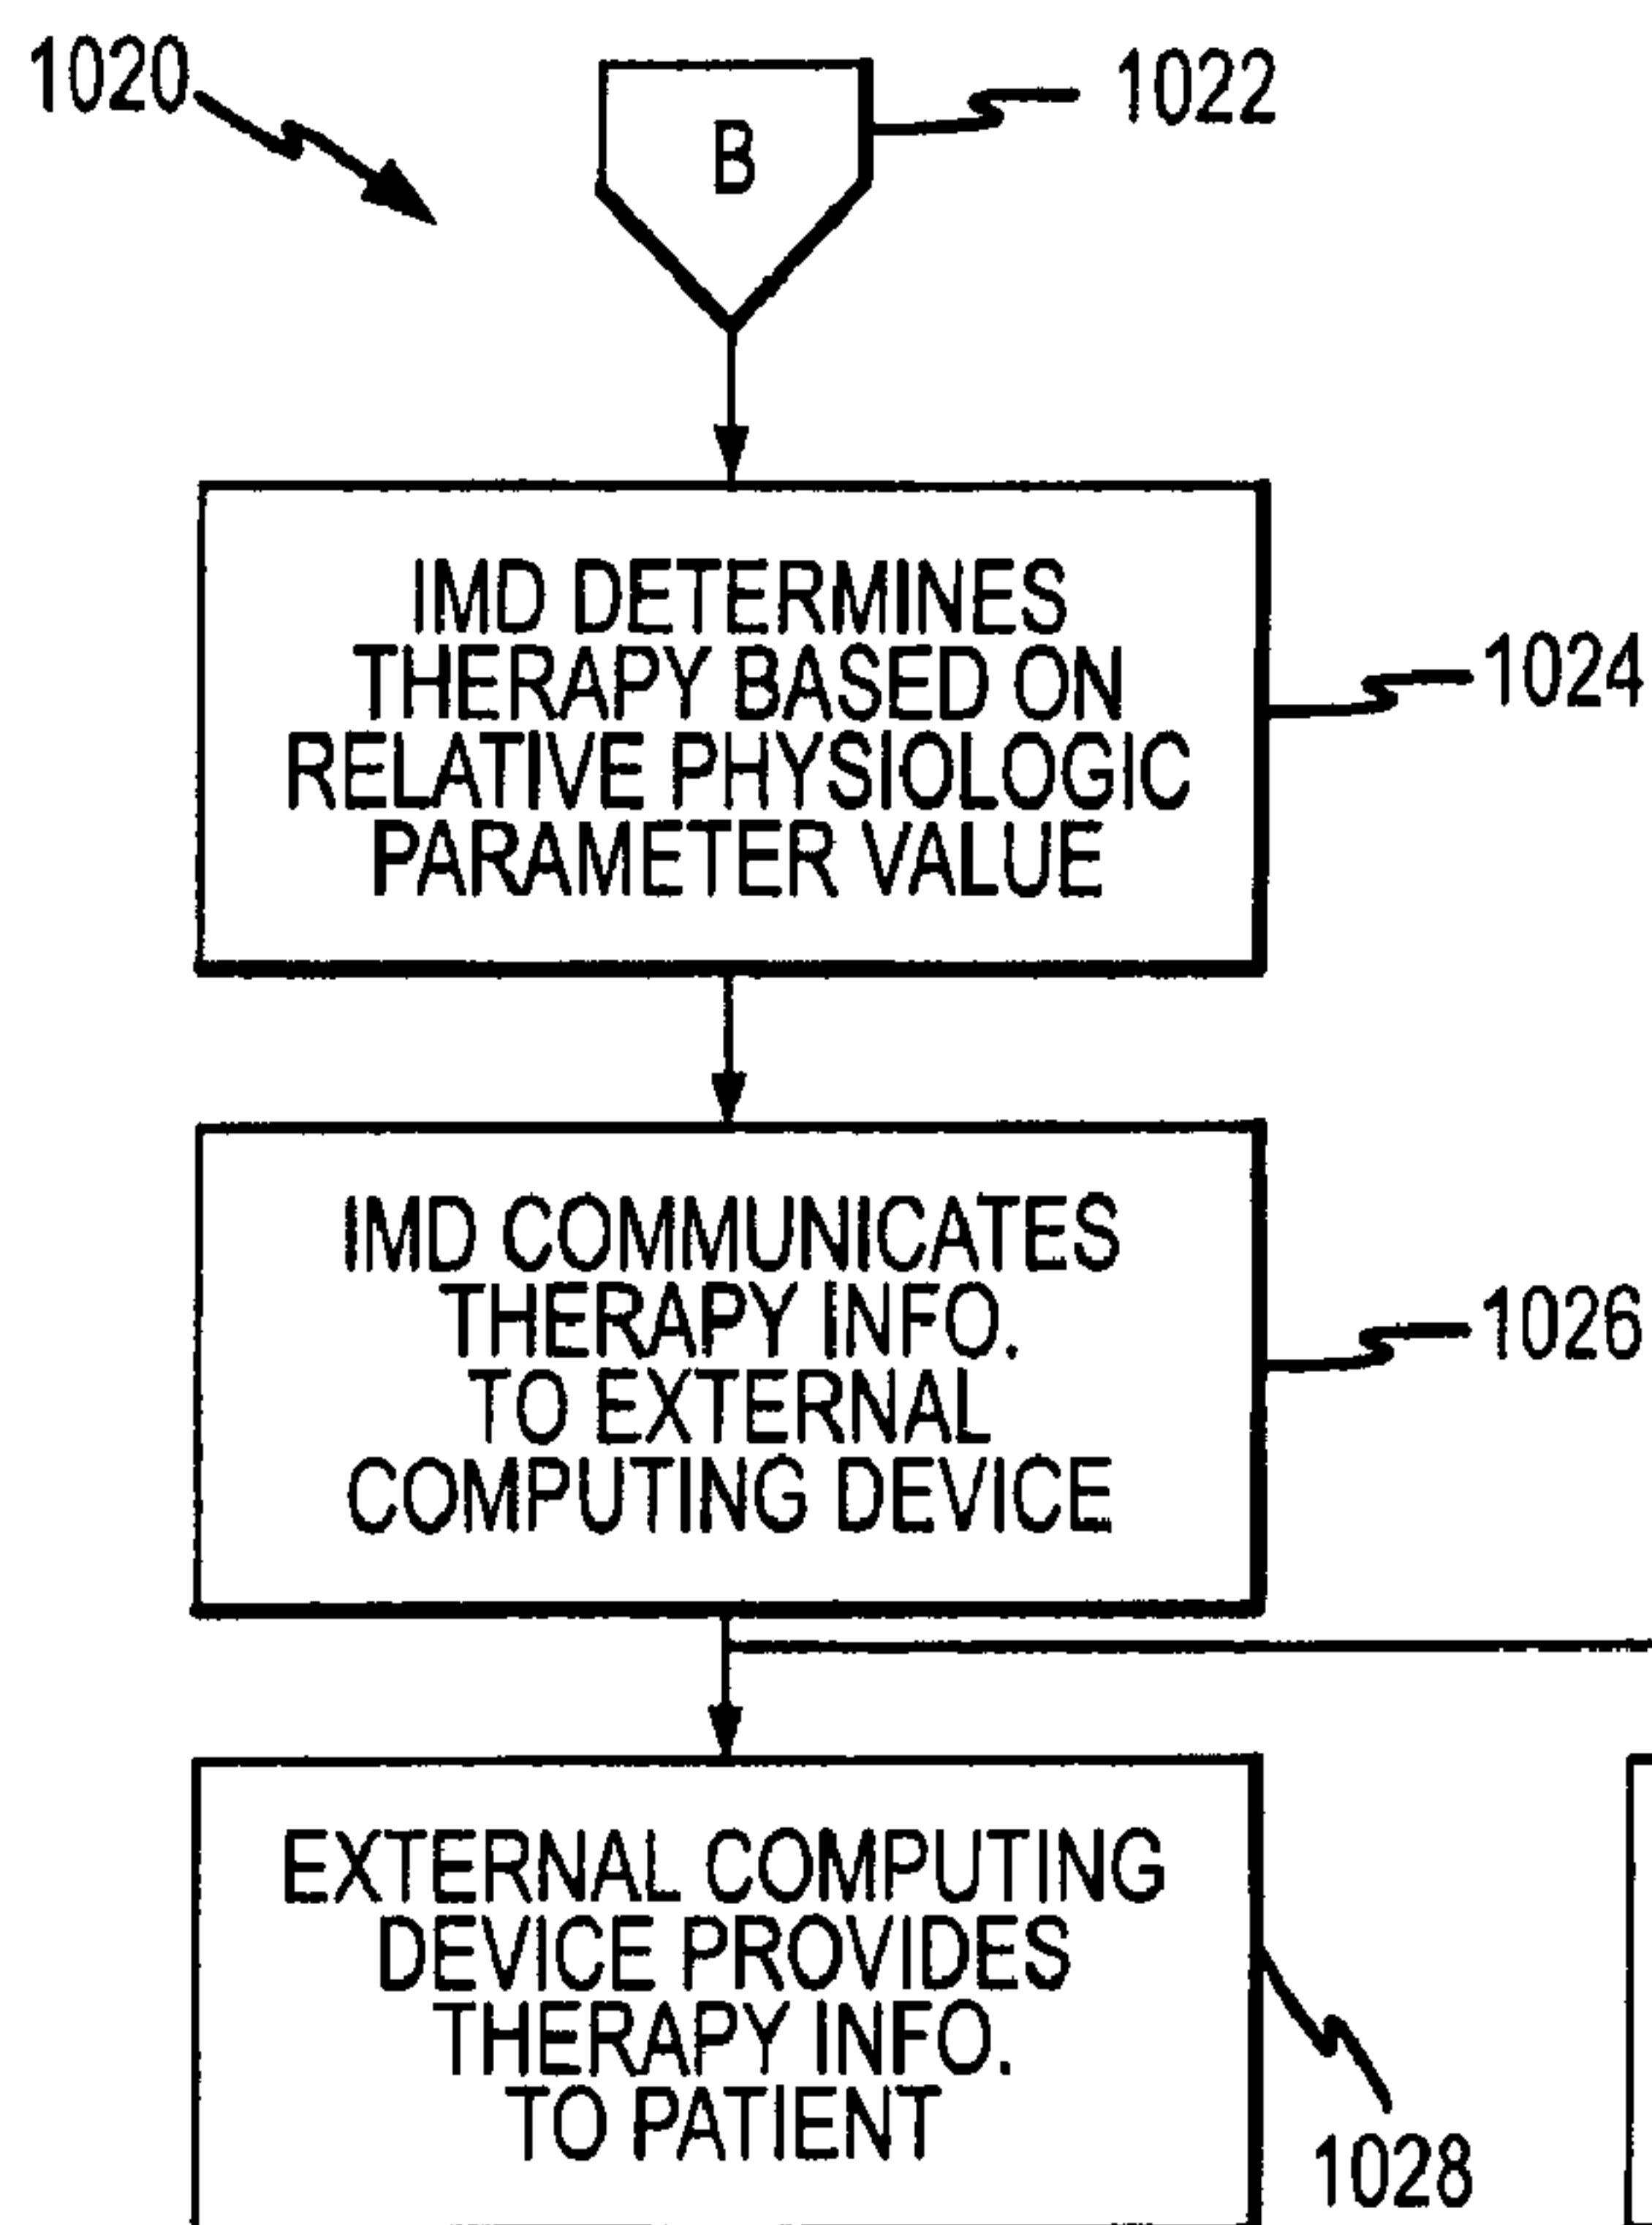 1020
B
1022
IMD DETERMINES
THERAPY BASED ON
RELATIVE PHYSIOLOGIC
PARAMETER VALUE
1024
IMD COMMUNICATES
THERAPY INFO.
TO EXTERNAL
COMPUTING DEVICE
1026
EXTERNAL COMPUTING
DEVICE PROVIDES
THERAPY INFO.
TO PATIENT
1028